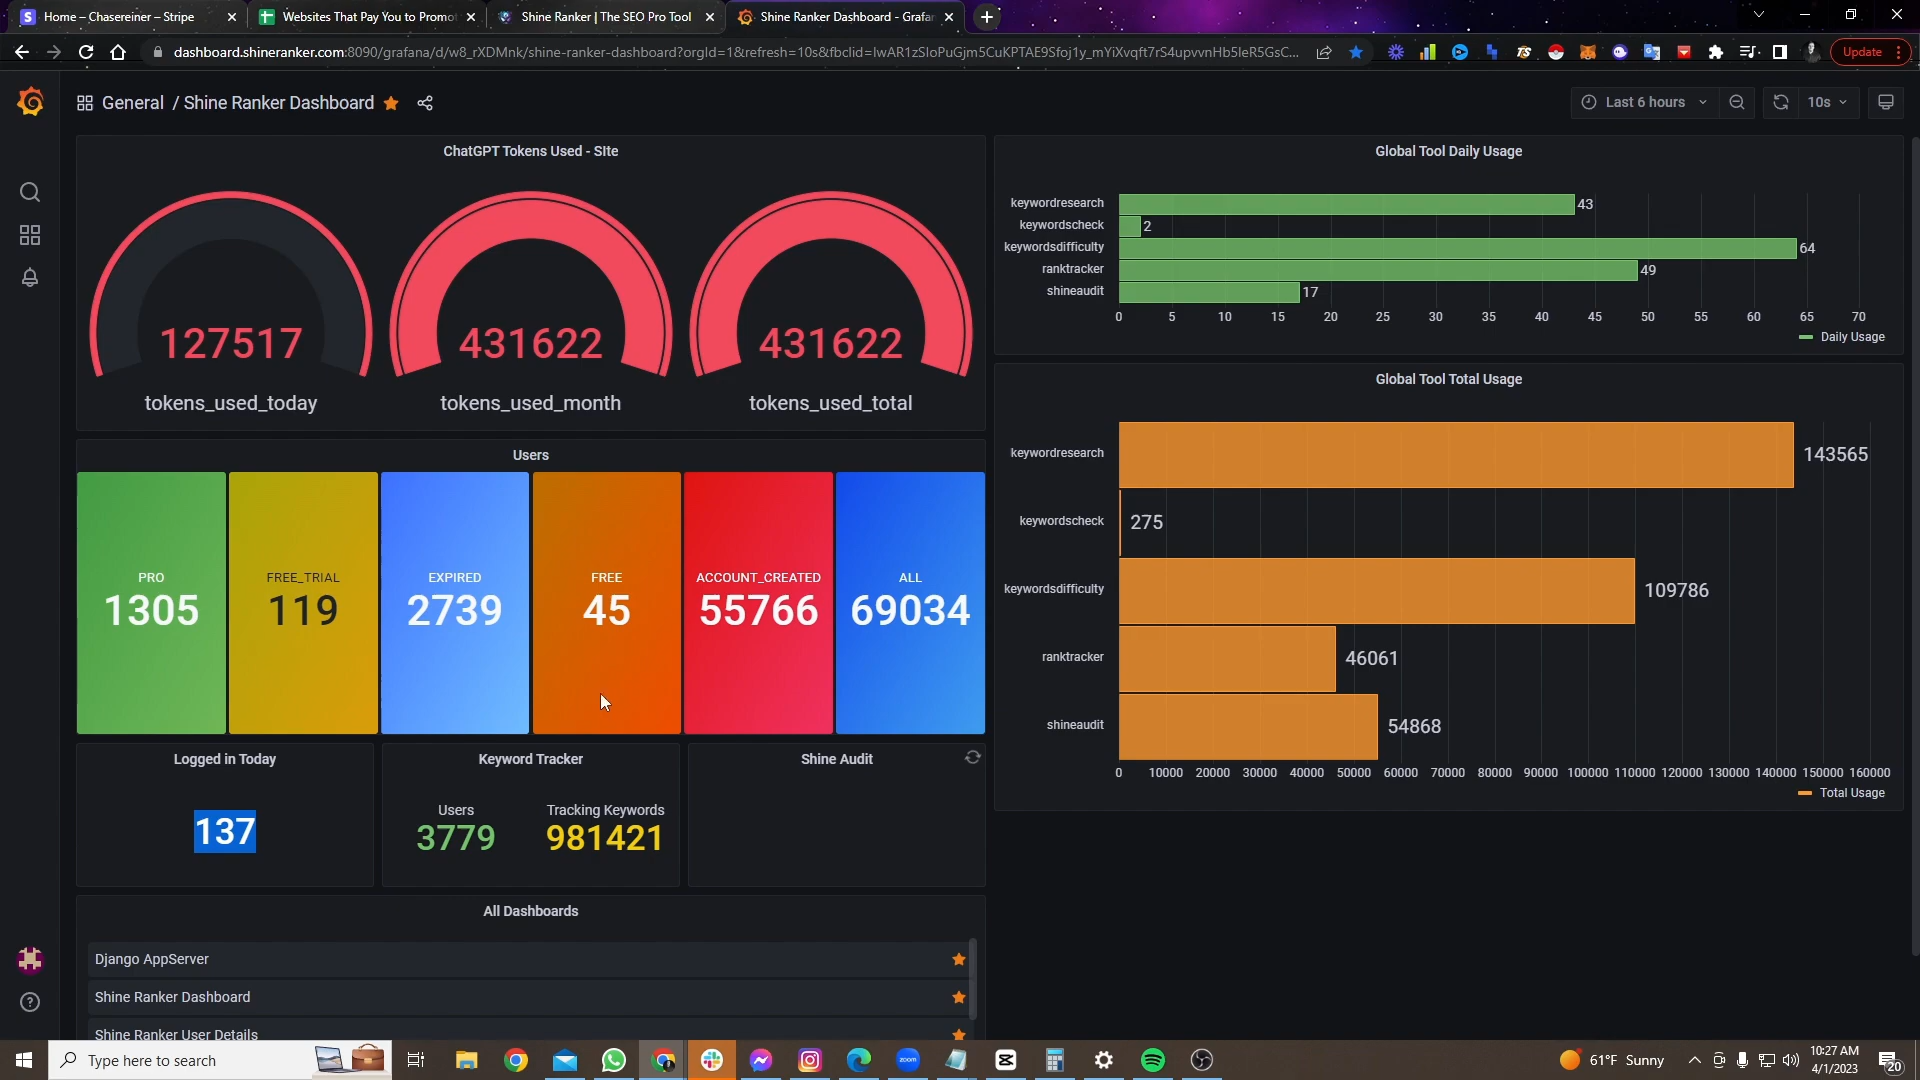 Home – Chasereiner – Stripe
Websites That Pay You to Promot
Shine Ranker | The SEO Pro Tool
Shine Ranker Dashboard - Grafan
dashboard.shineranker.com:8090/grafana/d/w8_rXDMnk/shine-ranker-dashboard?orgId=1&refresh=10s&fbclid=IwAR1zSIoPuGjm5CuKPTAE9Sfoj1y_mYiXvqft7rS4upvvnHb5leR5GsC...
Update
General / Shine Ranker Dashboard
Last 6 hours
10s
ChatGPT Tokens Used - SIte
127517
431622
431622
tokens_used_today
tokens_used_month
tokens_used_total
Global Tool Daily Usage
keywordresearch 43
keywordscheck 2
keywordsdifficulty 64
ranktracker 49
shineaudit 17
0 5 10 15 20 25 30 35 40 45 50 55 60 65 70
Daily Usage
Users
PRO
1305
FREE_TRIAL
119
EXPIRED
2739
FREE
45
ACCOUNT_CREATED
55766
ALL
69034
Global Tool Total Usage
keywordresearch 143565
keywordscheck 275
keywordsdifficulty 109786
ranktracker 46061
shineaudit 54868
0 10000 20000 30000 40000 50000 60000 70000 80000 90000 100000 110000 120000 130000 140000 150000 160000
Total Usage
Logged in Today
137
Keyword Tracker
Users
3779
Tracking Keywords
981421
Shine Audit
All Dashboards
Django AppServer
Shine Ranker Dashboard
Shine Ranker User Details
Type here to search
zoom
61°F Sunny
10:27 AM
4/1/2023
20